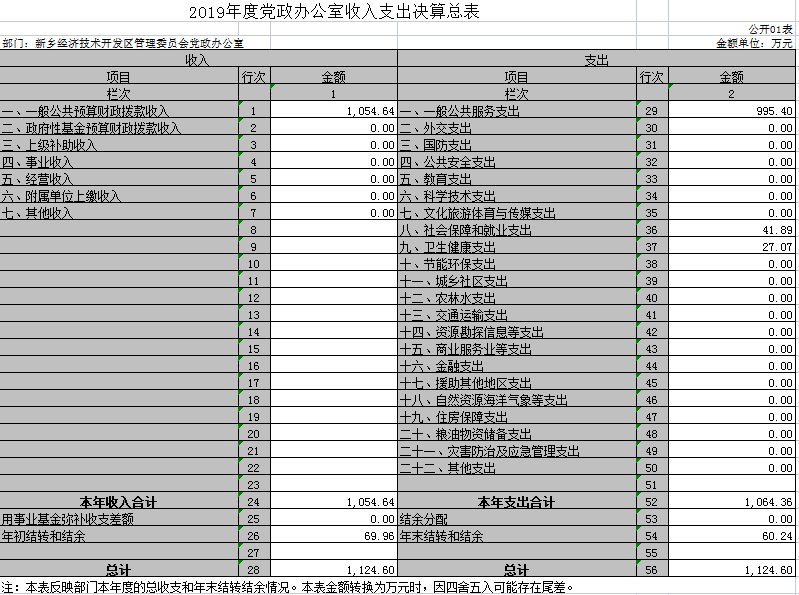 2019年度党政办公室收入支出决算总表
公开01表
部门：新乡经济技术开发区管理委员会党政办公室 金额单位：万元
收入 支出
项目 行次 金额 项目 行次 金额
栏次 1 栏次 2
一、一般公共预算财政拨款收入 1 1,054.64 一、一般公共服务支出 29 995.40
二、政府性基金预算财政拨款收入 2 0.00 二、外交支出 30 0.00
三、上级补助收入 3 0.00 三、国防支出 31 0.00
四、事业收入 4 0.00 四、公共安全支出 32 0.00
五、经营收入 5 0.00 五、教育支出 33 0.00
六、附属单位上缴收入 6 0.00 六、科学技术支出 34 0.00
七、其他收入 7 0.00 七、文化旅游体育与传媒支出 35 0.00
8 八、社会保障和就业支出 36 41.89
9 九、卫生健康支出 37 27.07
10 十、节能环保支出 38 0.00
11 十一、城乡社区支出 39 0.00
12 十二、农林水支出 40 0.00
13 十三、交通运输支出 41 0.00
14 十四、资源勘探信息等支出 42 0.00
15 十五、商业服务业等支出 43 0.00
16 十六、金融支出 44 0.00
17 十七、援助其他地区支出 45 0.00
18 十八、自然资源海洋气象等支出 46 0.00
19 十九、住房保障支出 47 0.00
20 二十、粮油物资储备支出 48 0.00
21 二十一、灾害防治及应急管理支出 49 0.00
22 二十二、其他支出 50 0.00
23 51
本年收入合计 24 1,054.64 本年支出合计 52 1,064.36
用事业基金弥补收支差额 25 0.00 结余分配 53 0.00
年初结转和结余 26 69.96 年末结转和结余 54 60.24
27 55
总计 28 1,124.60 总计 56 1,124.60
注：本表反映部门本年度的总收支和年末结转结余情况。本表金额转换为万元时，因四舍五入可能存在尾差。